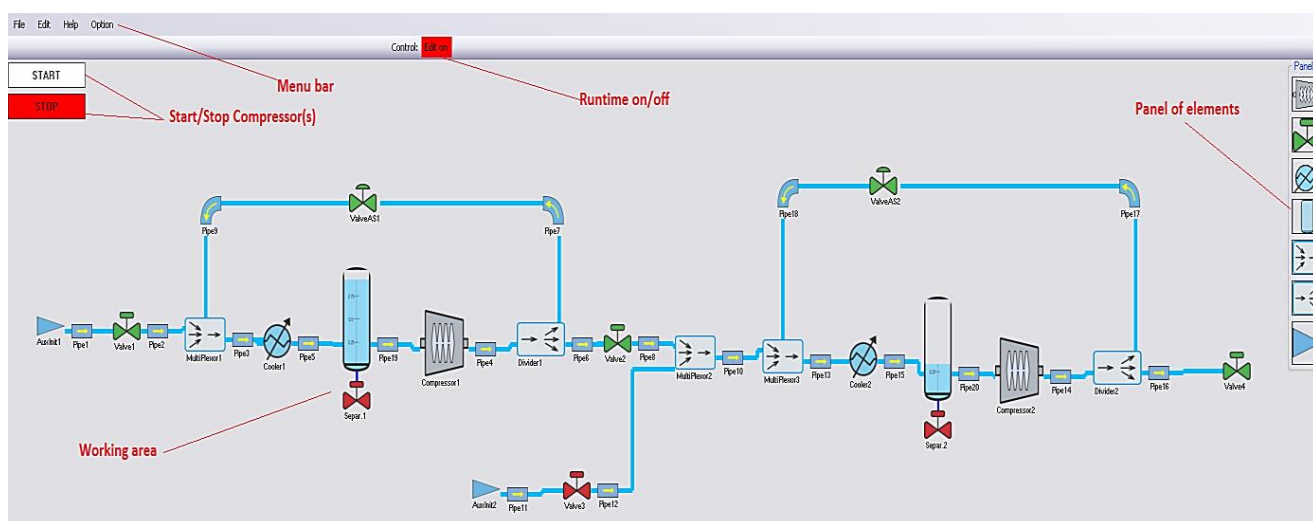 File Edit Help Option
Control: Edit on
START
STOP
Menu bar
Start/Stop Compressor(s)
Runtime on/off
Panel of elements
Panel
ValveAS1
Pipe9
Pipe7
ValveAS2
Pipe18
Pipe17
AuxInit1
Pipe1
Valve1
Pipe2
MultiPlexor1
Pipe3
Cooler1
Pipe5
Pipe19
Compressor1
Pipe4
Divider1
Pipe6
Valve2
Pipe8
MultiPlexor2
Pipe10
MultiPlexor3
Pipe13
Cooler2
Pipe15
Pipe20
Compressor2
Pipe14
Divider2
Pipe16
Valve4
Separ.1
Separ.2
Working area
AuxInit2
Pipe11
Valve3
Pipe12